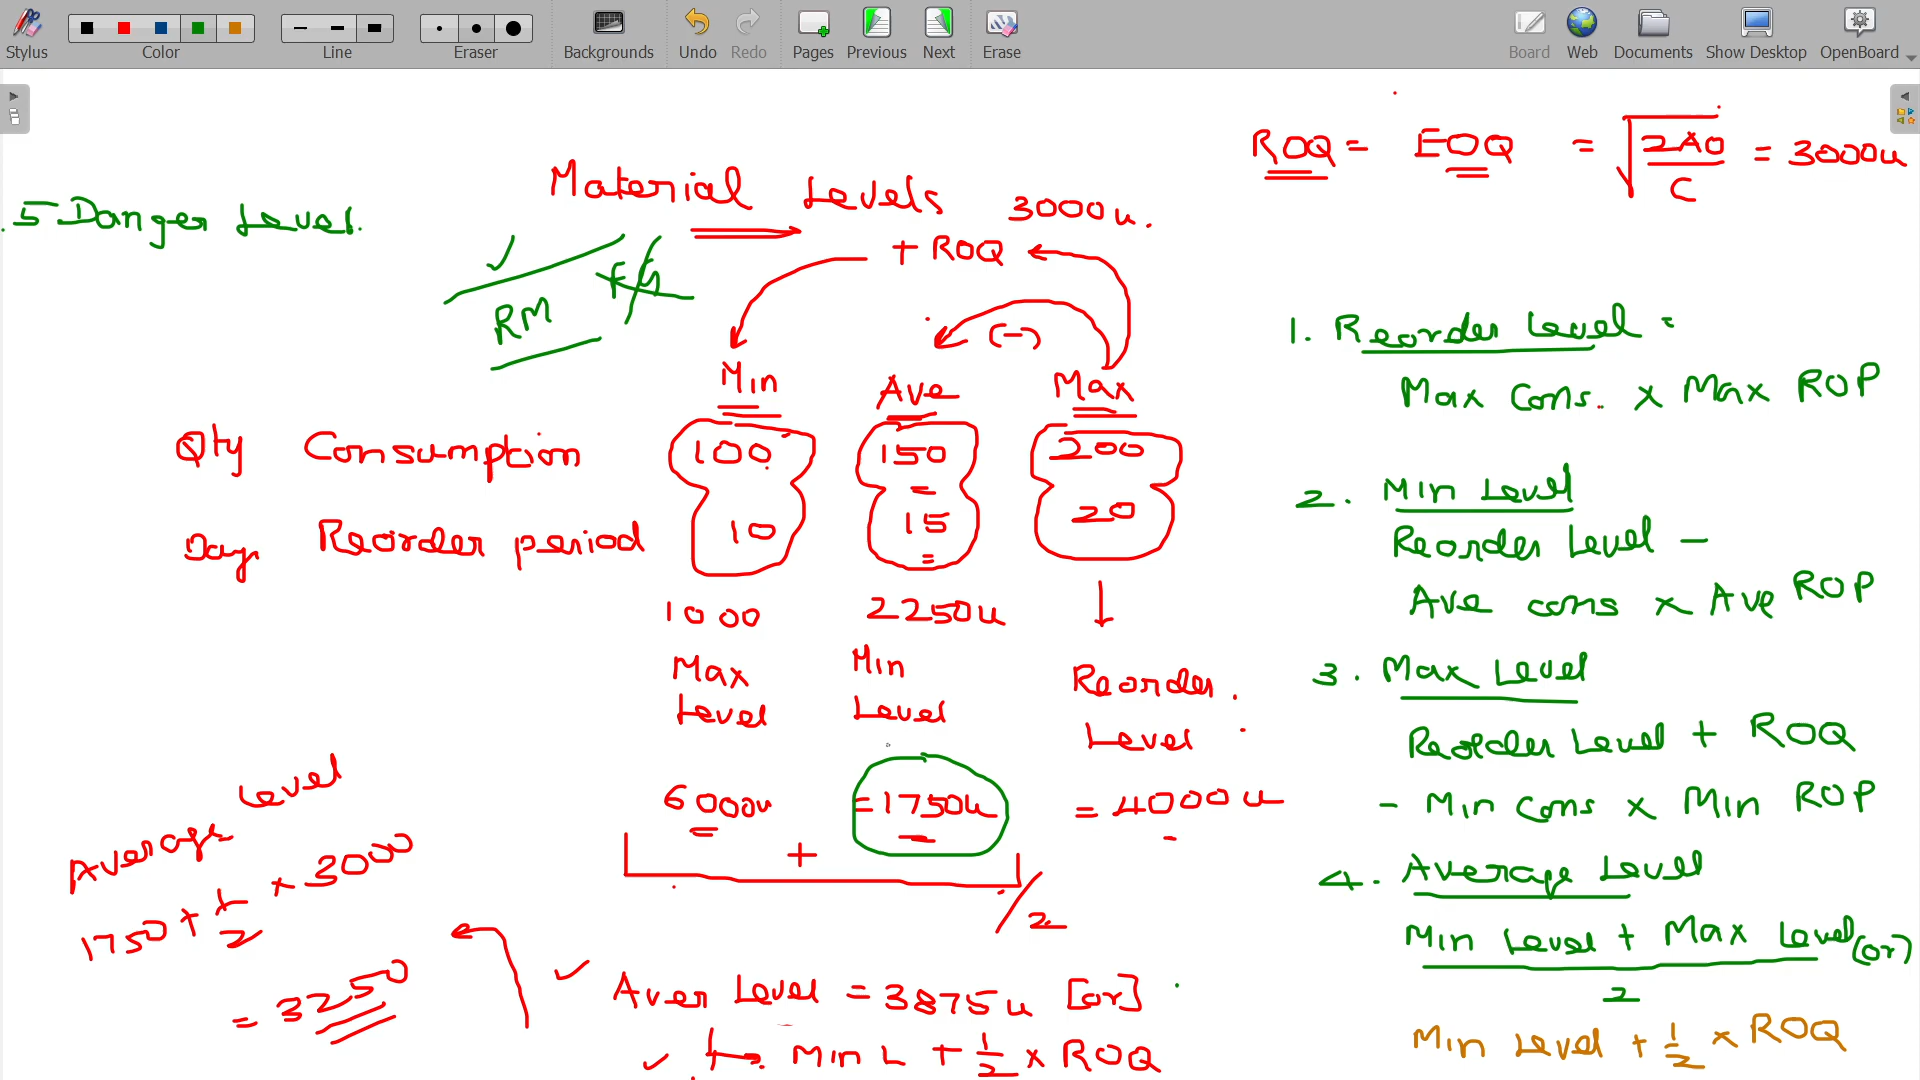 Stylus Color Line Eraser Backgrounds Undo Redo Pages Previous Next Erase Board Web Documents Show Desktop OpenBoard
ROQ = EOQ = √2AO/C = 3000u
Material Levels
5 Danger Level.
3000u.
+ ROQ
RM FG
(-)
Min Ave Max
Qty Consumption 100 150 200
Days Reorder period 10 15 20
1000 2250u
Max Level
Min Level
Reorder Level
6000u + = 1750u = 4000u
/2
Average Level
1750 + 1/2 × 3000
= 3250
Aver Level = 3875u [or]
Min L + 1/2 × ROQ
1. Reorder Level =
Max Cons. × Max ROP
2. Min Level
Reorder Level -
Ave cons × Ave ROP
3. Max Level
Reorder Level + ROQ
- Min Cons × Min ROP
4. Average Level
Min Level + Max Level (or)
2
Min Level + 1/2 × ROQ